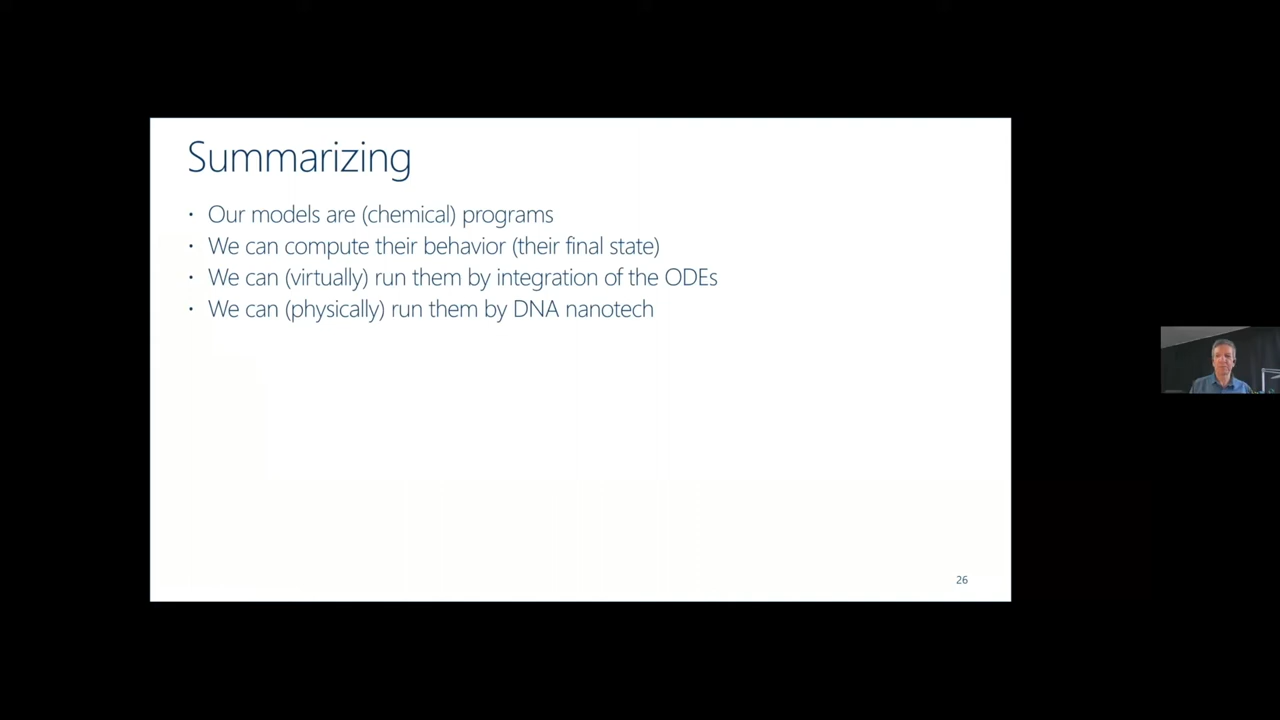 Summarizing
· Our models are (chemical) programs
· We can compute their behavior (their final state)
· We can (virtually) run them by integration of the ODEs
· We can (physically) run them by DNA nanotech
26